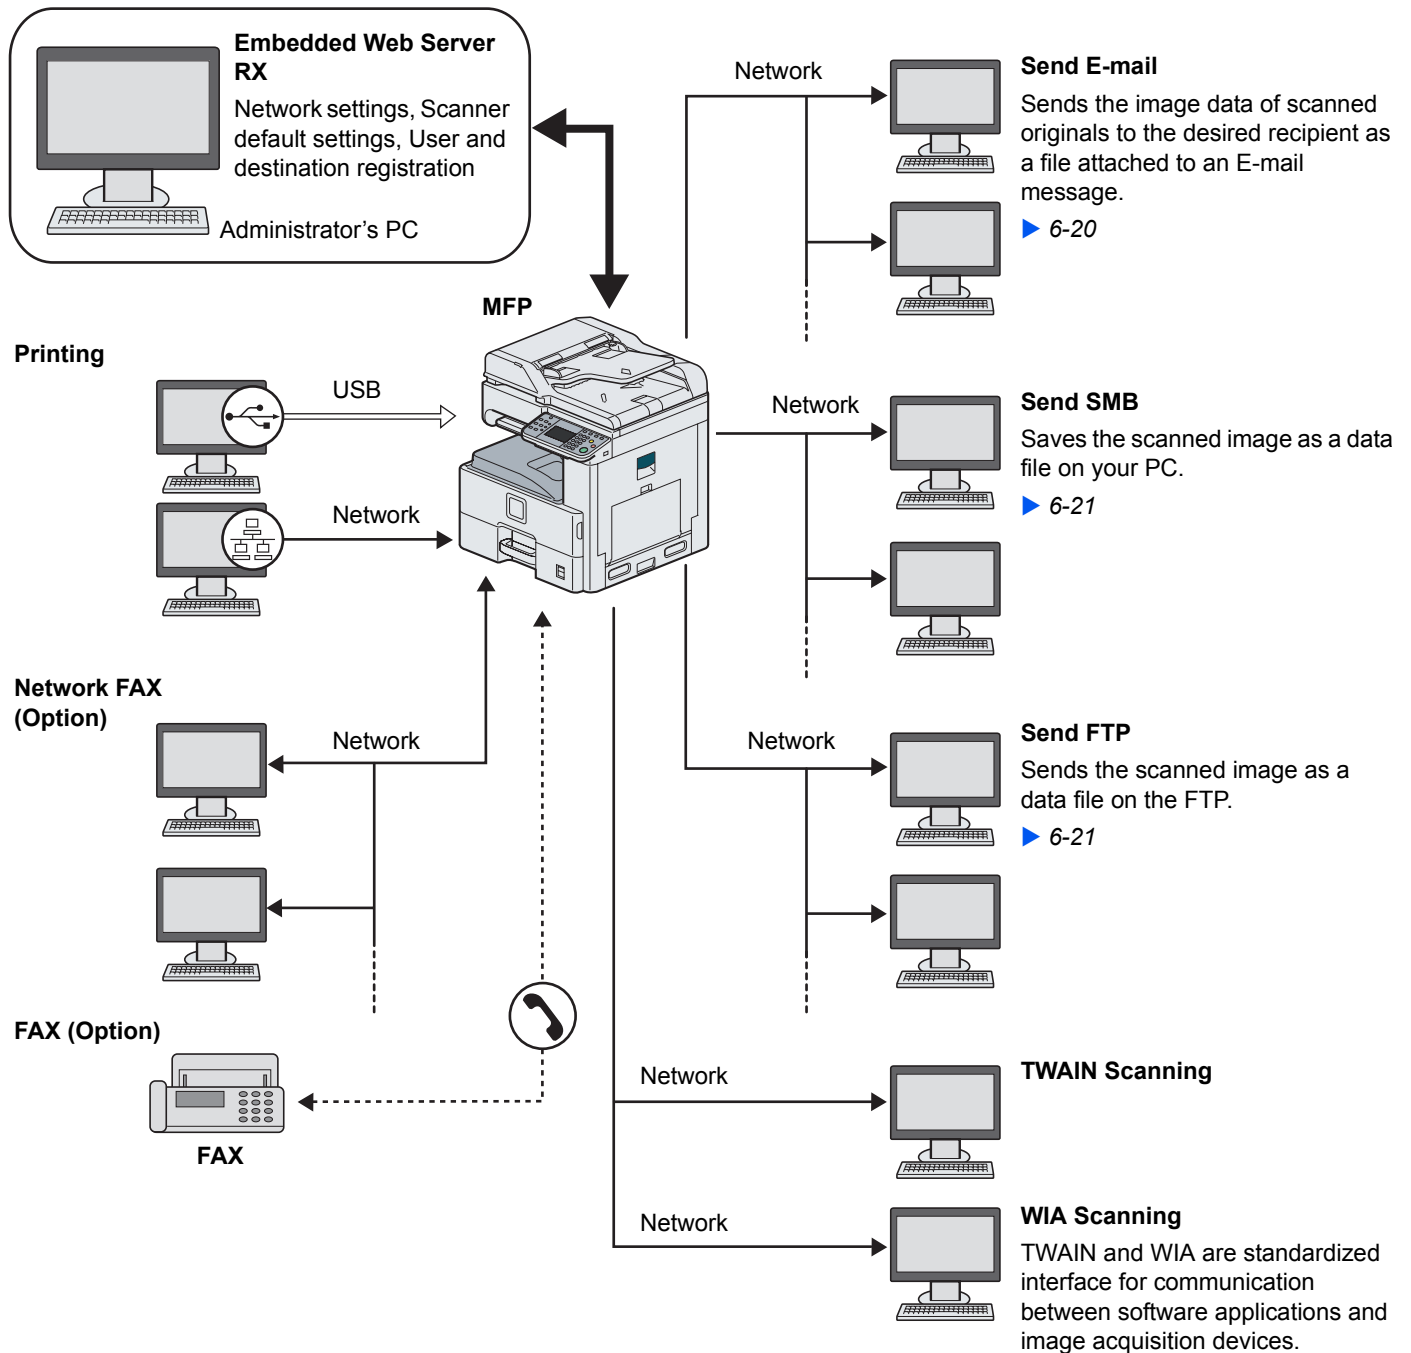 Embedded Web Server
RX
Network settings, Scanner
default settings, User and
destination registration
Administrator's PC
Network
Send E-mail
Sends the image data of scanned
originals to the desired recipient as
a file attached to an E-mail
message.
▶ 6-20
MFP
Printing
USB
Network
Network
Send SMB
Saves the scanned image as a data
file on your PC.
▶ 6-21
Network FAX
(Option)
Network
Network
Send FTP
Sends the scanned image as a
data file on the FTP.
▶ 6-21
FAX (Option)
FAX
Network
TWAIN Scanning
Network
WIA Scanning
TWAIN and WIA are standardized
interface for communication
between software applications and
image acquisition devices.